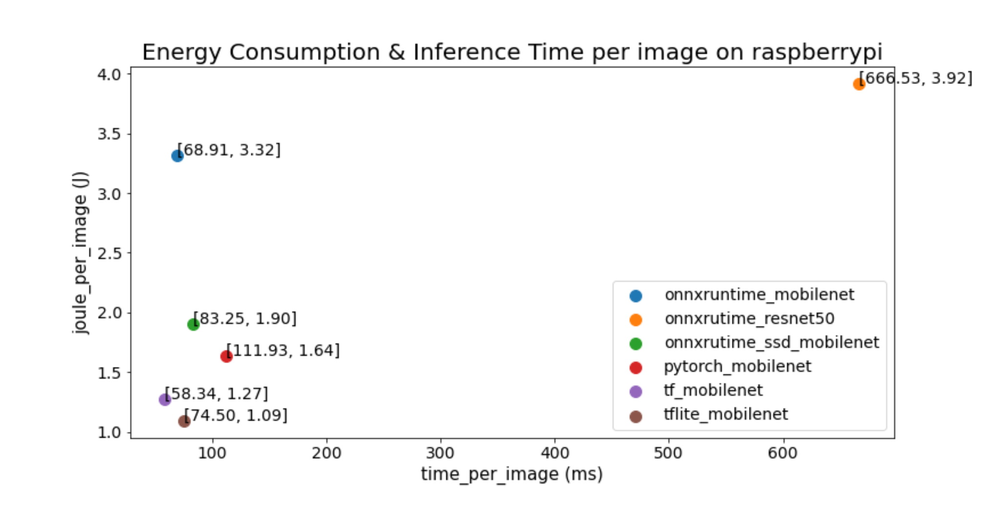 Energy Consumption & Inference Time per image on raspberrypi
4.0
[666.53, 3.92]
3.5
[68.91, 3.32]
3.0
joule_per_image (J)
2.5
2.0
[83.25, 1.90]
[111.93, 1.64]
1.5
[58.34, 1.27]
[74.50, 1.09]
1.0
onnxruntime_mobilenet
onnxrutime_resnet50
onnxrutime_ssd_mobilenet
pytorch_mobilenet
tf_mobilenet
tflite_mobilenet
100 200 300 400 500 600
time_per_image (ms)